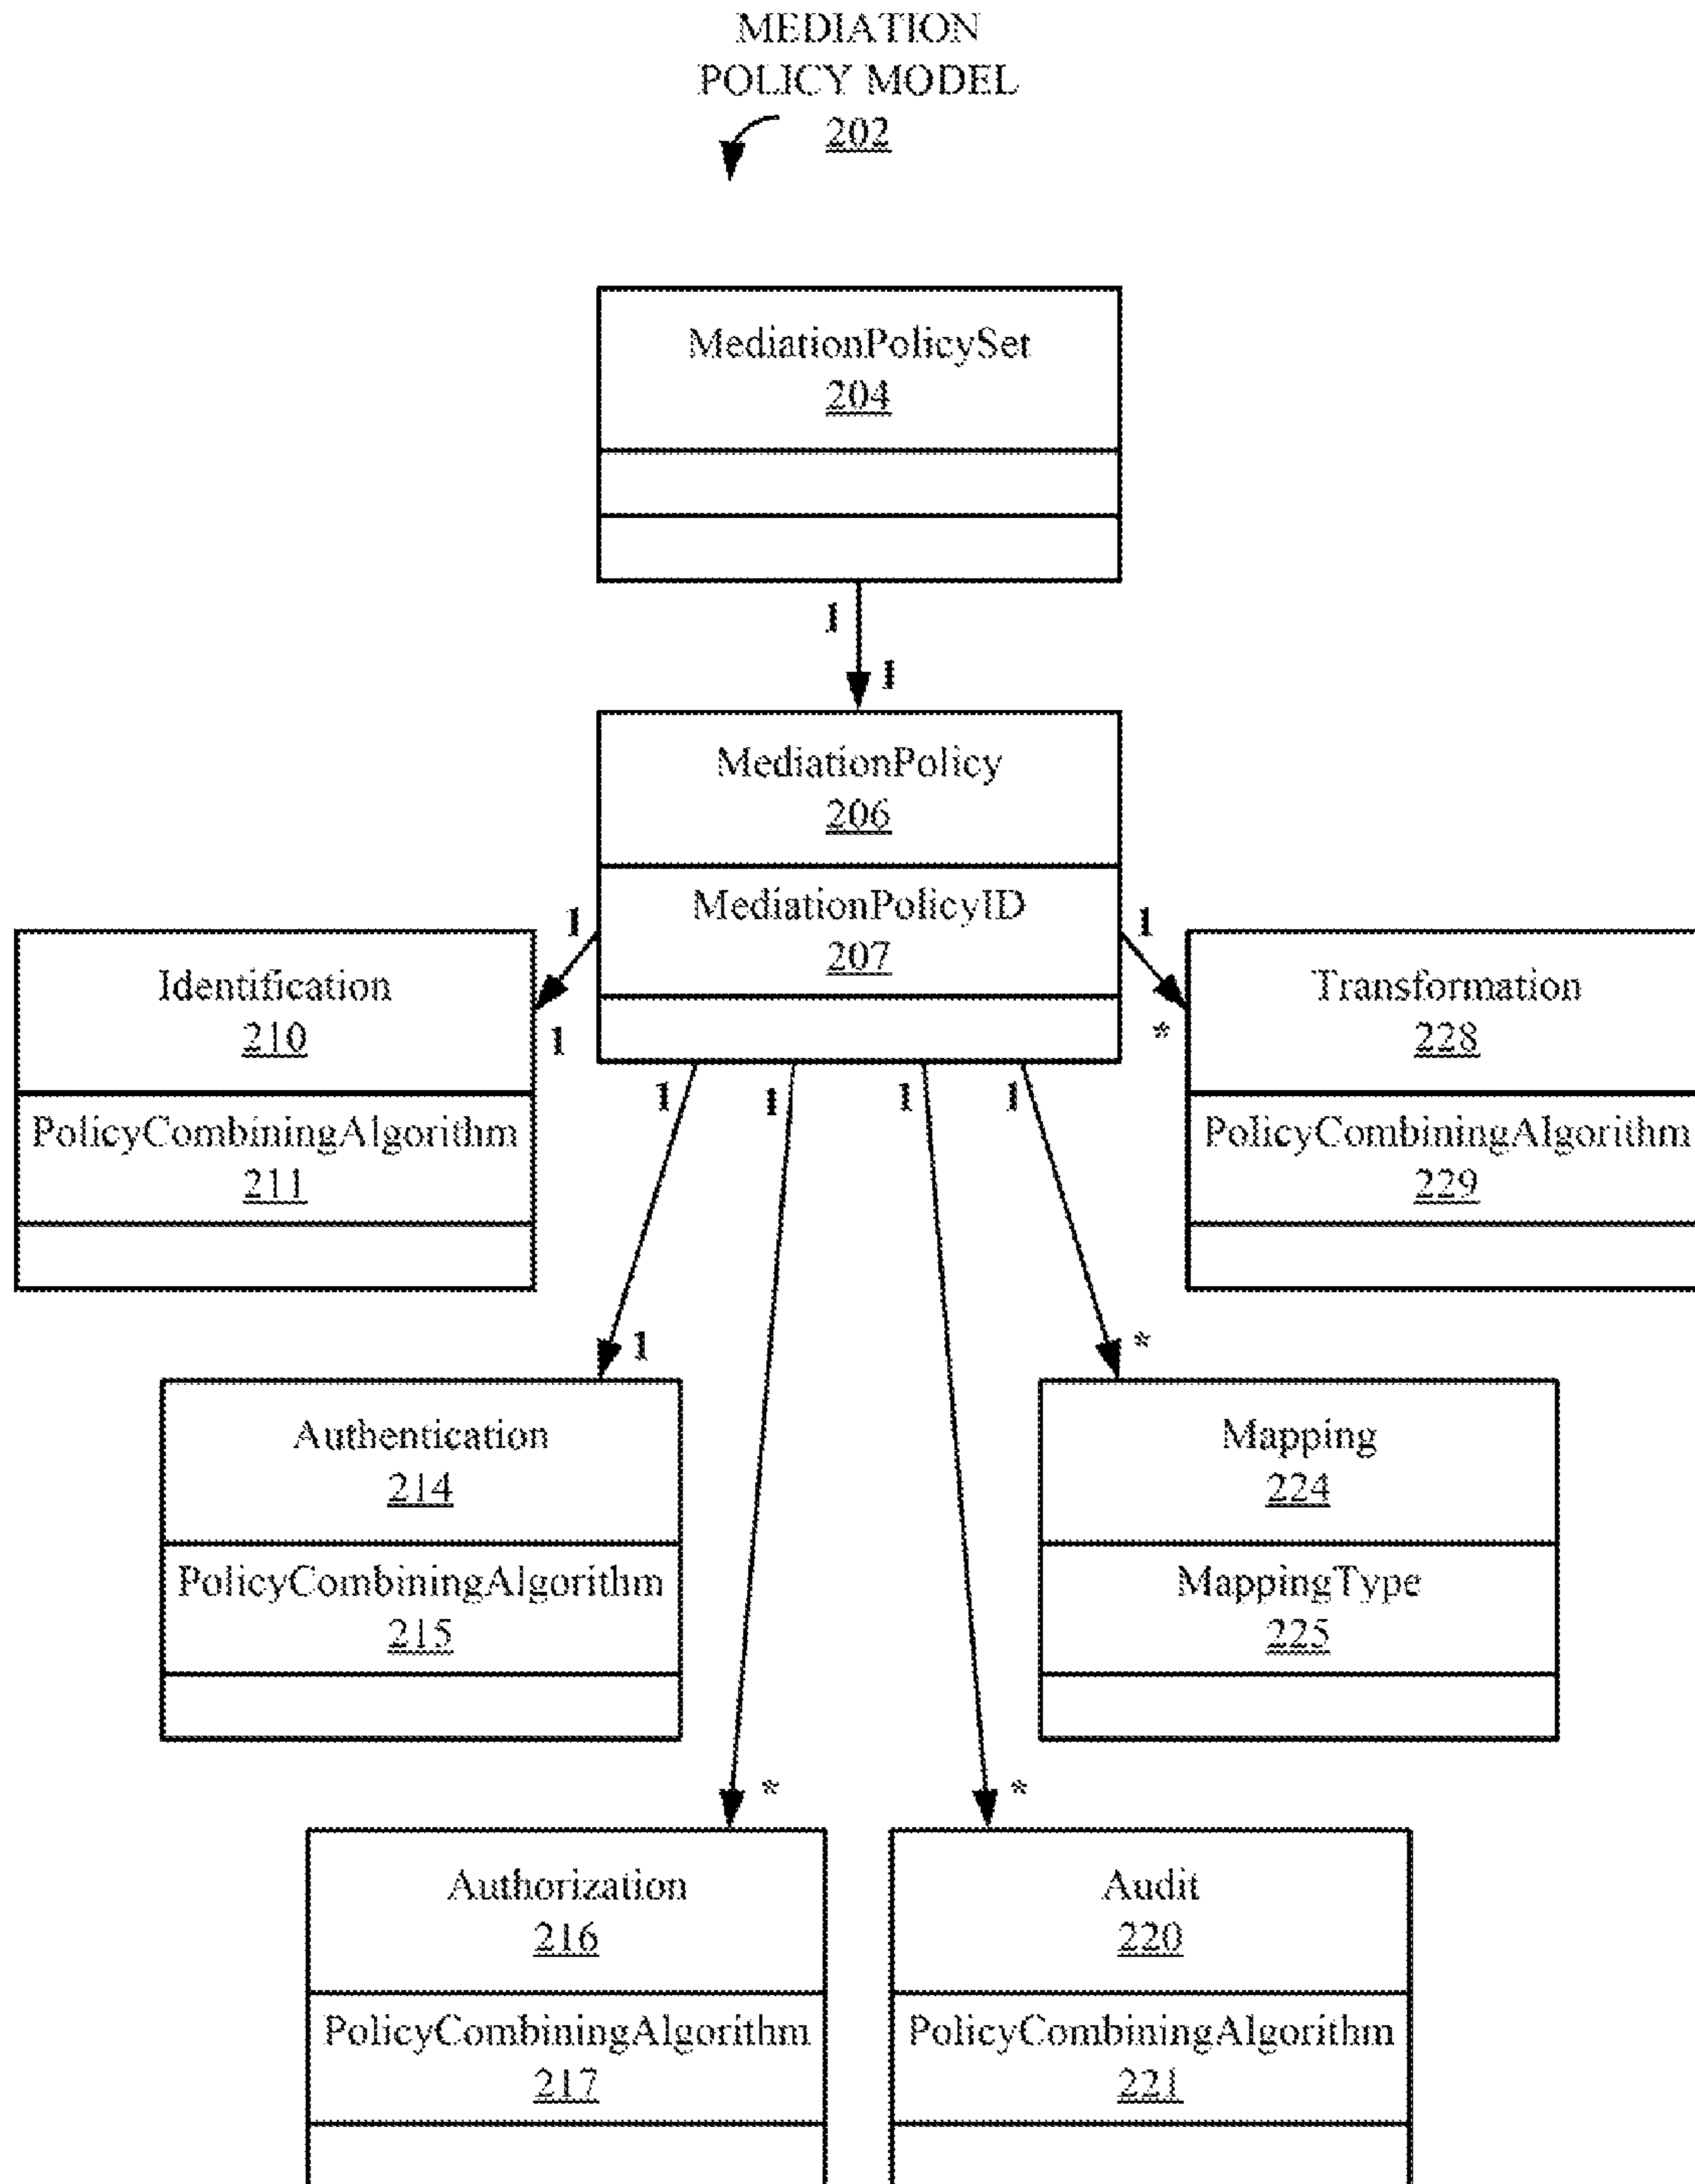 MEDIATION
POLICY MODEL
202
MediationPolicySet
204
1
1
MediationPolicy
206
MediationPolicyID
207
1
1
Identification
210
PolicyCombiningAlgorithm
211
1
*
Transformation
228
PolicyCombiningAlgorithm
229
1
1
1
1
1
*
Authentication
214
PolicyCombiningAlgorithm
215
Mapping
224
MappingType
225
*
*
Authorization
216
PolicyCombiningAlgorithm
217
Audit
220
PolicyCombiningAlgorithm
221